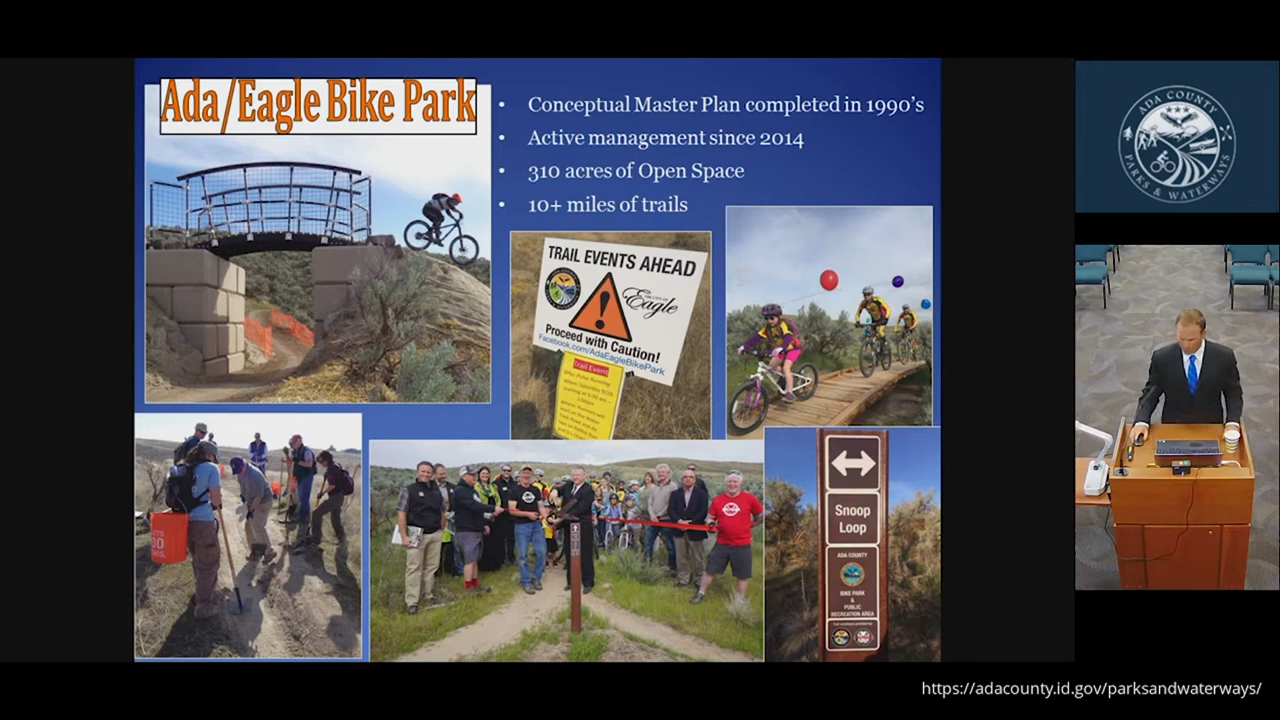 Ada/Eagle Bike Park
• Conceptual Master Plan completed in 1990's
• Active management since 2014
• 310 acres of Open Space
• 10+ miles of trails
TRAIL EVENTS AHEAD
Eagle
Proceed with Caution!
Facebook.com/AdaEagleBikePark
Trail Event
Snoop
Loop
ADA COUNTY
BIKE PARK
&
PUBLIC
RECREATION AREA
ADA COUNTY
PARKS & WATERWAYS
https://adacounty.id.gov/parksandwaterways/